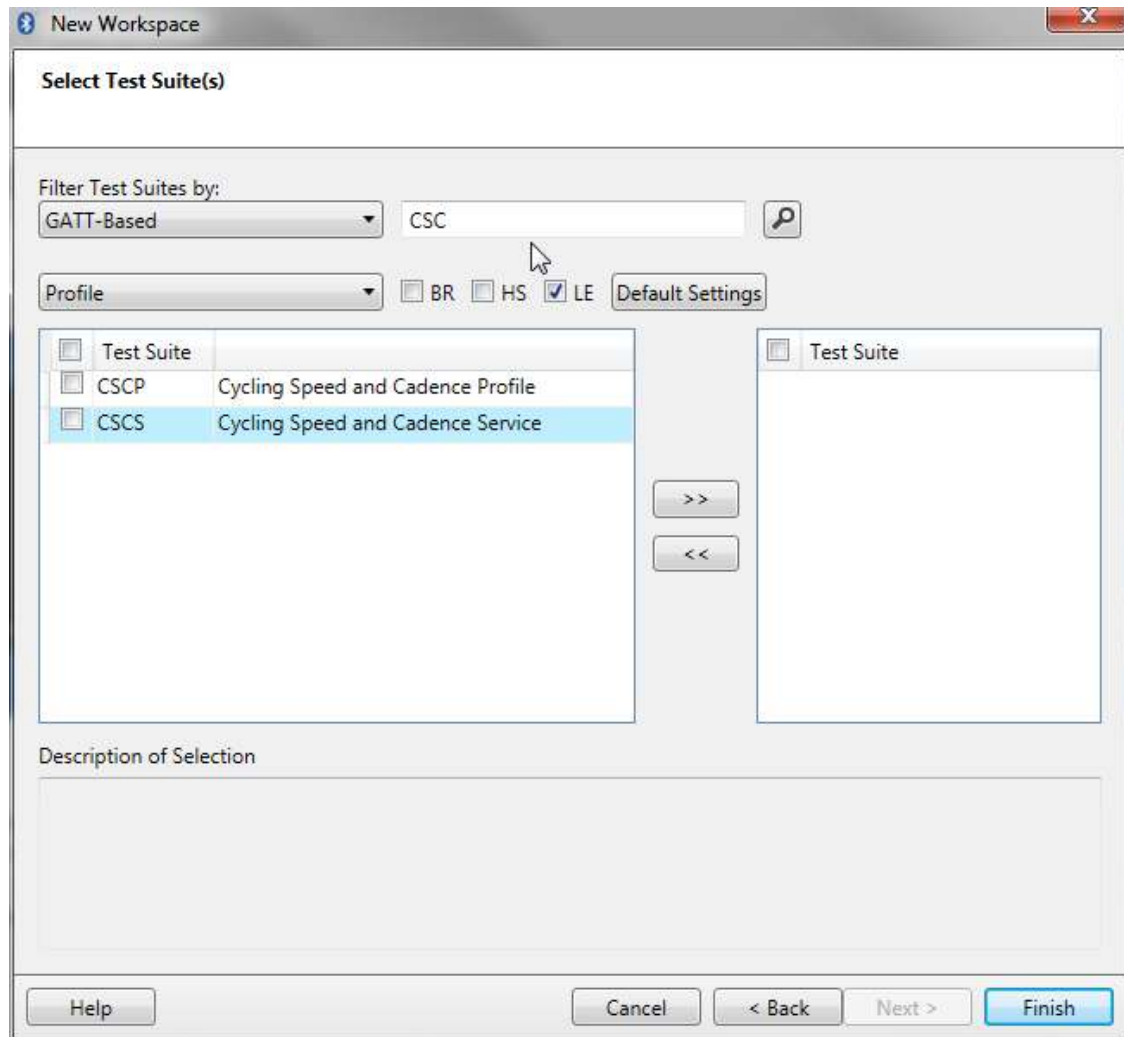 New Workspace
Select Test Suite(s)
Filter Test Suites by:
GATT-Based CSC
Profile BR HS LE Default Settings
Test Suite Test Suite
CSCP Cycling Speed and Cadence Profile
CSCS Cycling Speed and Cadence Service
>>
<<
Description of Selection
Help Cancel < Back Next > Finish